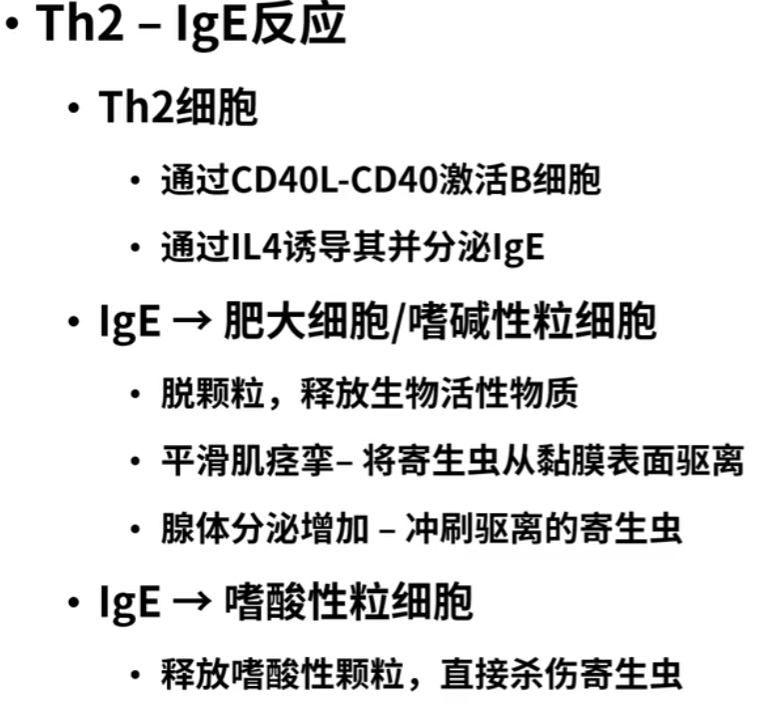 • Th2 – IgE反应
• Th2细胞
• 通过CD40L-CD40激活B细胞
• 通过IL4诱导其并分泌IgE
• IgE → 肥大细胞/嗜碱性粒细胞
• 脱颗粒，释放生物活性物质
• 平滑肌痉挛– 将寄生虫从黏膜表面驱离
• 腺体分泌增加 – 冲刷驱离的寄生虫
• IgE → 嗜酸性粒细胞
• 释放嗜酸性颗粒，直接杀伤寄生虫